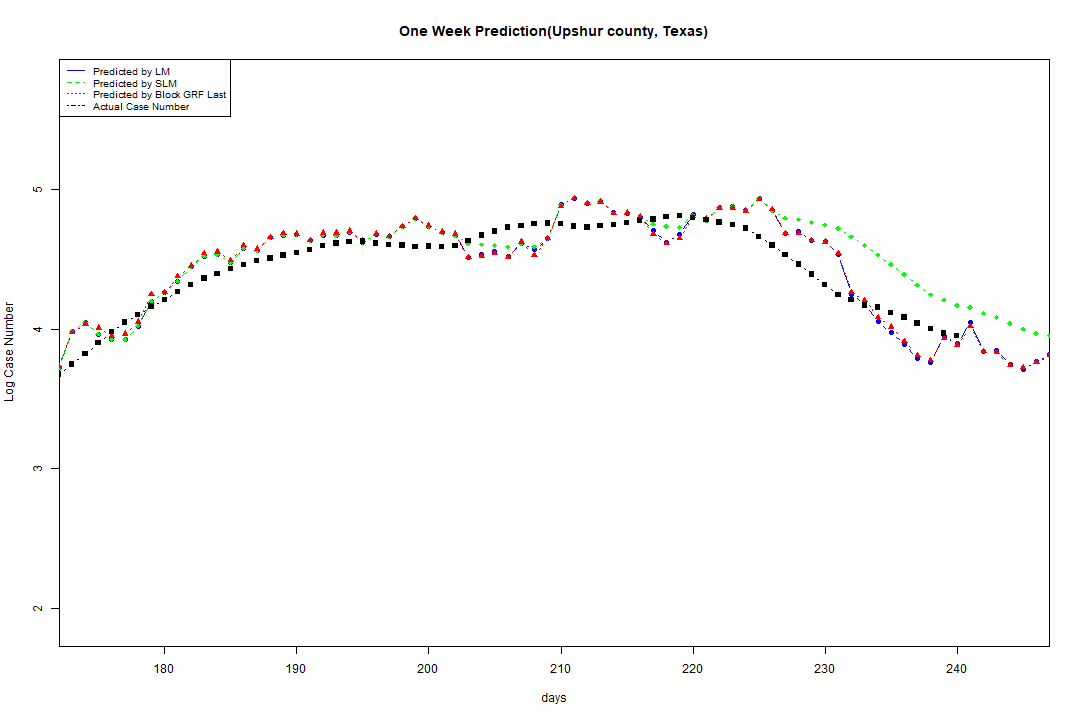 One Week Prediction(Upshur county, Texas)
Predicted by LM
Predicted by SLM
Predicted by Block GRF Last
Actual Case Number
5
4
3
2
Log Case Number
180 190 200 210 220 230 240
days